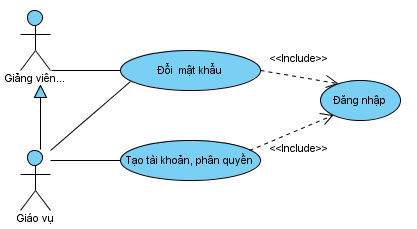 <<Include>>
Đổi mật khẩu
Giảng viên...
Đăng nhập
<<Include>>
Tạo tài khoản, phân quyền
Giáo vụ